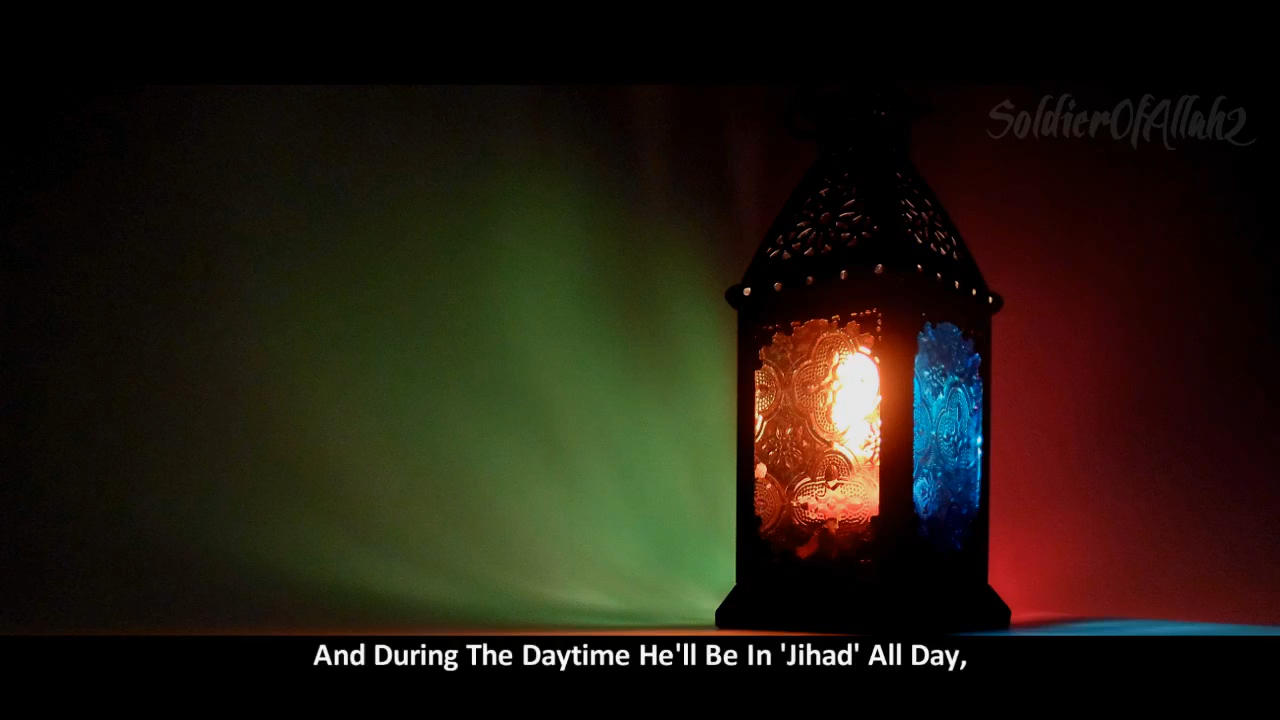 SoldierOfAllah2
And During The Daytime He'll Be In 'Jihad' All Day,